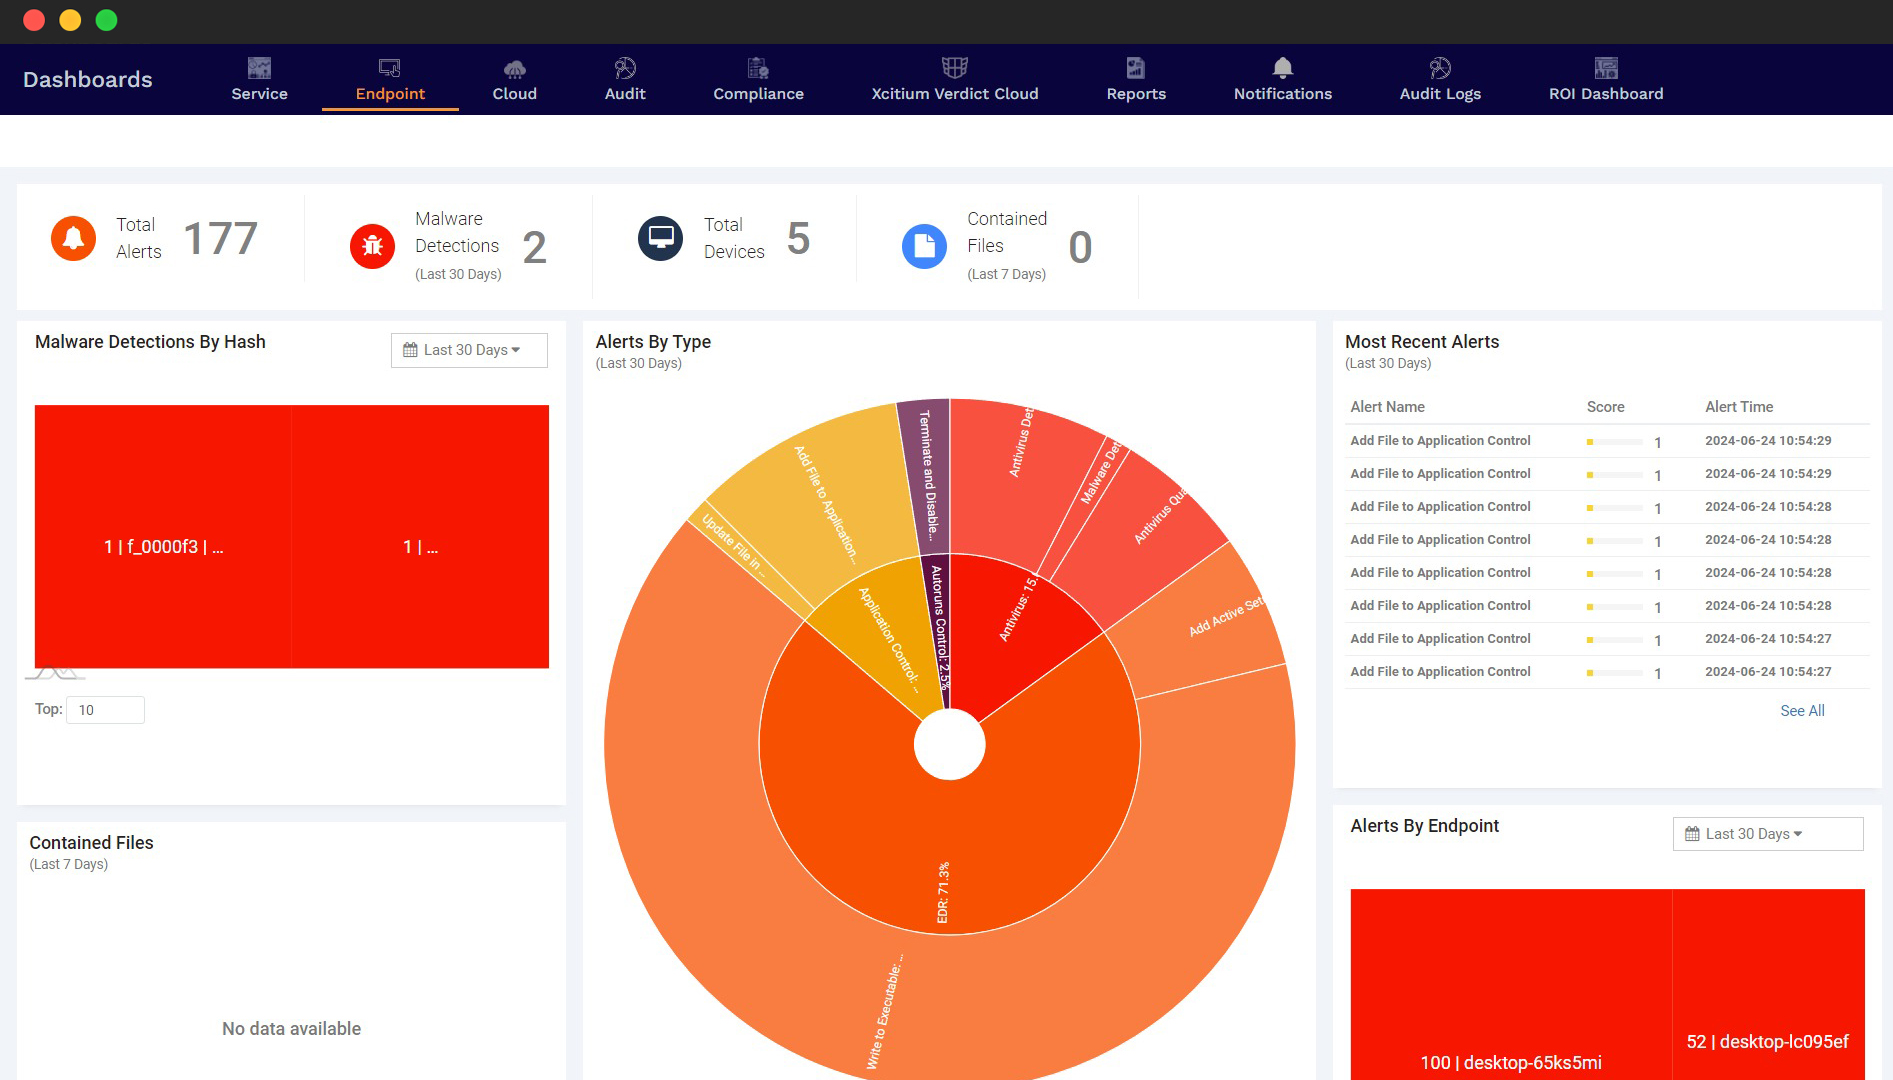 Dashboards
Service
Endpoint
Cloud
Audit
Compliance
Xcitium Verdict Cloud
Reports
Notifications
Audit Logs
ROI Dashboard
Total
Alerts
177
Malware
Detections
(Last 30 Days)
2
Total
Devices
5
Contained
Files
(Last 7 Days)
0
Malware Detections By Hash
Last 30 Days
1 | f_0000f3 | ...
1 | ...
Top: 10
Contained Files
(Last 7 Days)
No data available
Alerts By Type
(Last 30 Days)
Terminate and Disable...
Antivirus Det
Malware Det
Antivirus Qua
Add Active Set
Add File to Application...
Update File in ...
Application Control: ...
Autoruns Control: 2.5%
Antivirus: 15.
EDR: 71.3%
Write to Executable: ...
Most Recent Alerts
(Last 30 Days)
Alert Name Score Alert Time
Add File to Application Control 1 2024-06-24 10:54:29
Add File to Application Control 1 2024-06-24 10:54:29
Add File to Application Control 1 2024-06-24 10:54:28
Add File to Application Control 1 2024-06-24 10:54:28
Add File to Application Control 1 2024-06-24 10:54:28
Add File to Application Control 1 2024-06-24 10:54:28
Add File to Application Control 1 2024-06-24 10:54:27
Add File to Application Control 1 2024-06-24 10:54:27
See All
Alerts By Endpoint
Last 30 Days
100 | desktop-65ks5mi
52 | desktop-lc095ef